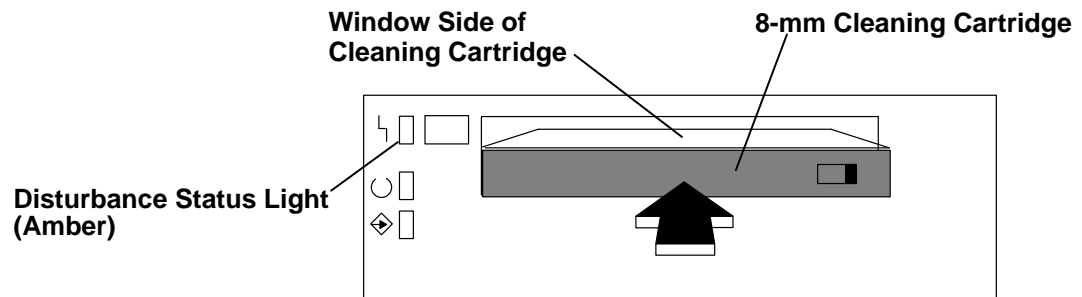 Window Side of
Cleaning Cartridge
8-mm Cleaning Cartridge
Disturbance Status Light
(Amber)